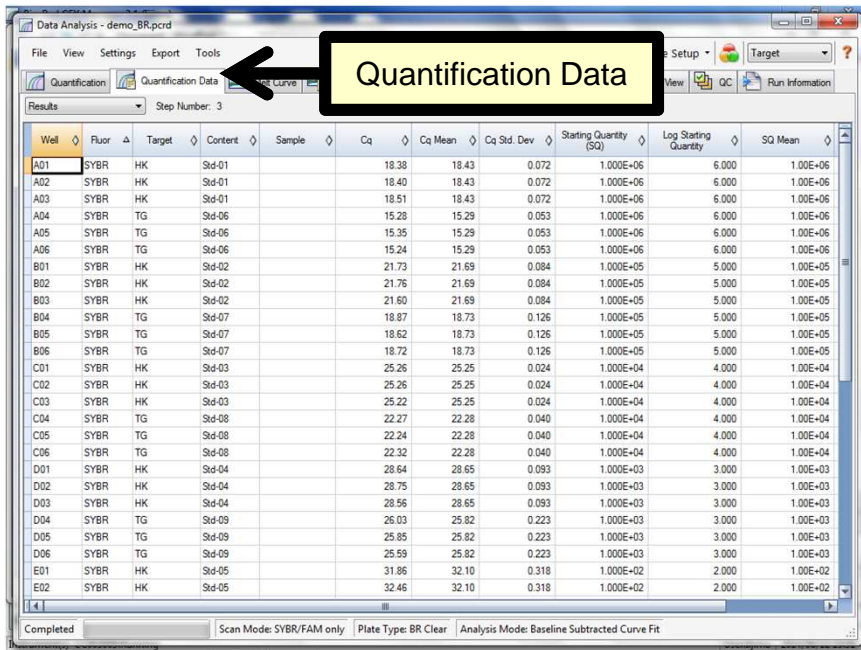 Data Analysis - demo_BR.pcrd
File View Settings Export Tools Setup Target ?
Quantification Quantification Data Curve View QC Run Information
Quantification Data
Results Step Number: 3
Well Fluor Target Content Sample Cq Cq Mean Cq Std. Dev Starting Quantity (SQ) Log Starting Quantity SQ Mean
A01 SYBR HK Std-01 18.38 18.43 0.072 1.000E+06 6.000 1.00E+06
A02 SYBR HK Std-01 18.40 18.43 0.072 1.000E+06 6.000 1.00E+06
A03 SYBR HK Std-01 18.51 18.43 0.072 1.000E+06 6.000 1.00E+06
A04 SYBR TG Std-06 15.28 15.29 0.053 1.000E+06 6.000 1.00E+06
A05 SYBR TG Std-06 15.35 15.29 0.053 1.000E+06 6.000 1.00E+06
A06 SYBR TG Std-06 15.24 15.29 0.053 1.000E+06 6.000 1.00E+06
B01 SYBR HK Std-02 21.73 21.69 0.084 1.000E+05 5.000 1.00E+05
B02 SYBR HK Std-02 21.76 21.69 0.084 1.000E+05 5.000 1.00E+05
B03 SYBR HK Std-02 21.60 21.69 0.084 1.000E+05 5.000 1.00E+05
B04 SYBR TG Std-07 18.87 18.73 0.126 1.000E+05 5.000 1.00E+05
B05 SYBR TG Std-07 18.62 18.73 0.126 1.000E+05 5.000 1.00E+05
B06 SYBR TG Std-07 18.72 18.73 0.126 1.000E+05 5.000 1.00E+05
C01 SYBR HK Std-03 25.26 25.25 0.024 1.000E+04 4.000 1.00E+04
C02 SYBR HK Std-03 25.26 25.25 0.024 1.000E+04 4.000 1.00E+04
C03 SYBR HK Std-03 25.22 25.25 0.024 1.000E+04 4.000 1.00E+04
C04 SYBR TG Std-08 22.27 22.28 0.040 1.000E+04 4.000 1.00E+04
C05 SYBR TG Std-08 22.24 22.28 0.040 1.000E+04 4.000 1.00E+04
C06 SYBR TG Std-08 22.32 22.28 0.040 1.000E+04 4.000 1.00E+04
D01 SYBR HK Std-04 28.64 28.65 0.093 1.000E+03 3.000 1.00E+03
D02 SYBR HK Std-04 28.75 28.65 0.093 1.000E+03 3.000 1.00E+03
D03 SYBR HK Std-04 28.56 28.65 0.093 1.000E+03 3.000 1.00E+03
D04 SYBR TG Std-09 26.03 25.82 0.223 1.000E+03 3.000 1.00E+03
D05 SYBR TG Std-09 25.85 25.82 0.223 1.000E+03 3.000 1.00E+03
D06 SYBR TG Std-09 25.59 25.82 0.223 1.000E+03 3.000 1.00E+03
E01 SYBR HK Std-05 31.86 32.10 0.318 1.000E+02 2.000 1.00E+02
E02 SYBR HK Std-05 32.46 32.10 0.318 1.000E+02 2.000 1.00E+02
Completed Scan Mode: SYBR/FAM only Plate Type: BR Clear Analysis Mode: Baseline Subtracted Curve Fit